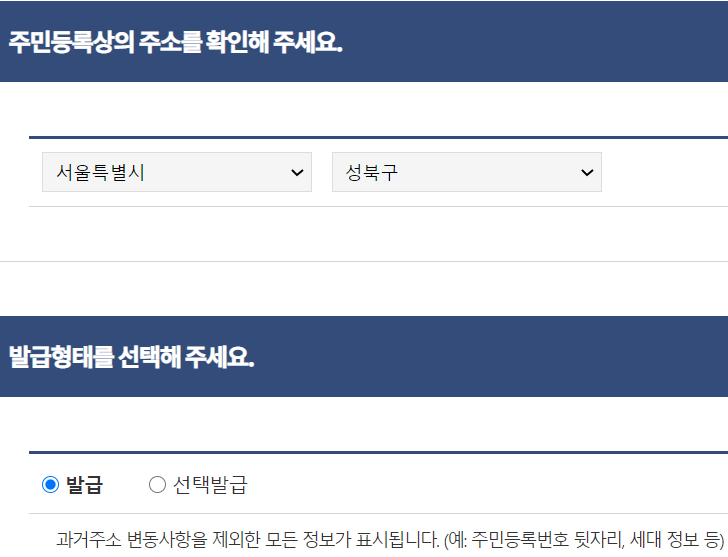 주민등록상의 주소를 확인해 주세요.
서울특별시 성북구
발급형태를 선택해 주세요.
발급 선택발급
과거주소 변동사항을 제외한 모든 정보가 표시됩니다. (예: 주민등록번호 뒷자리, 세대 정보 등)